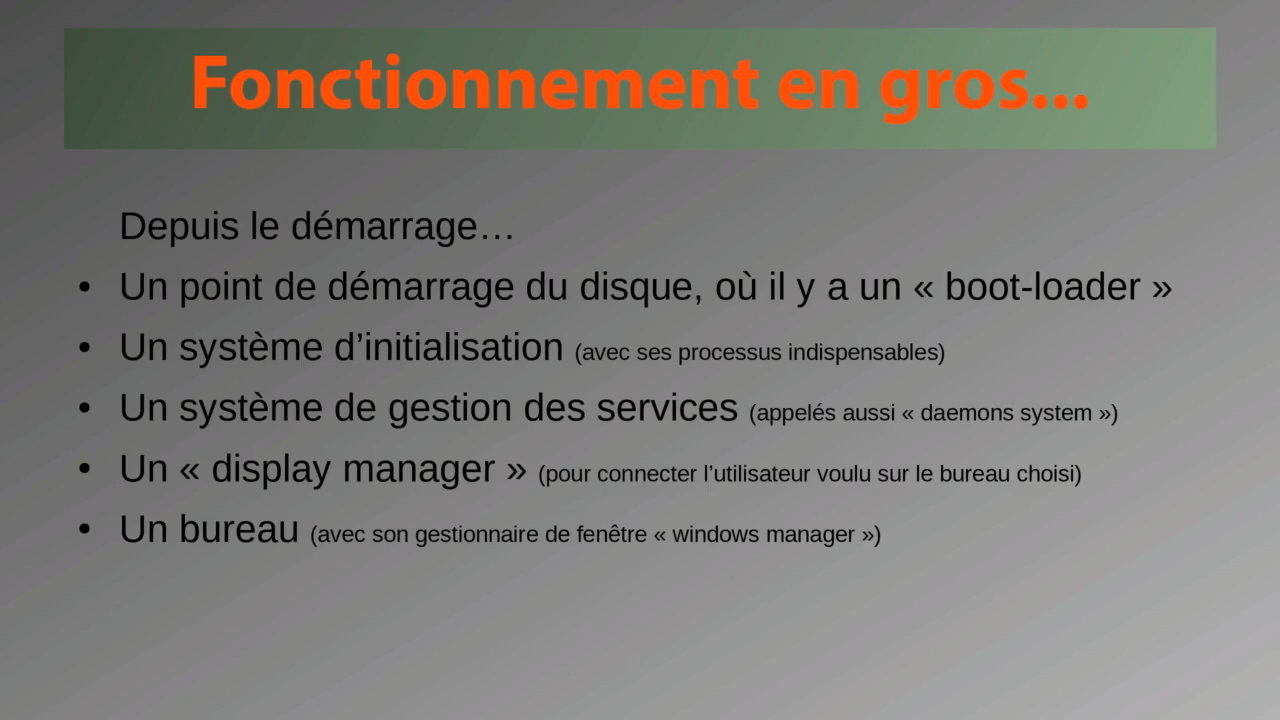 Fonctionnement en gros...
Depuis le démarrage…
• Un point de démarrage du disque, où il y a un « boot-loader »
• Un système d’initialisation (avec ses processus indispensables)
• Un système de gestion des services (appelés aussi « daemons system »)
• Un « display manager » (pour connecter l’utilisateur voulu sur le bureau choisi)
• Un bureau (avec son gestionnaire de fenêtre « windows manager »)